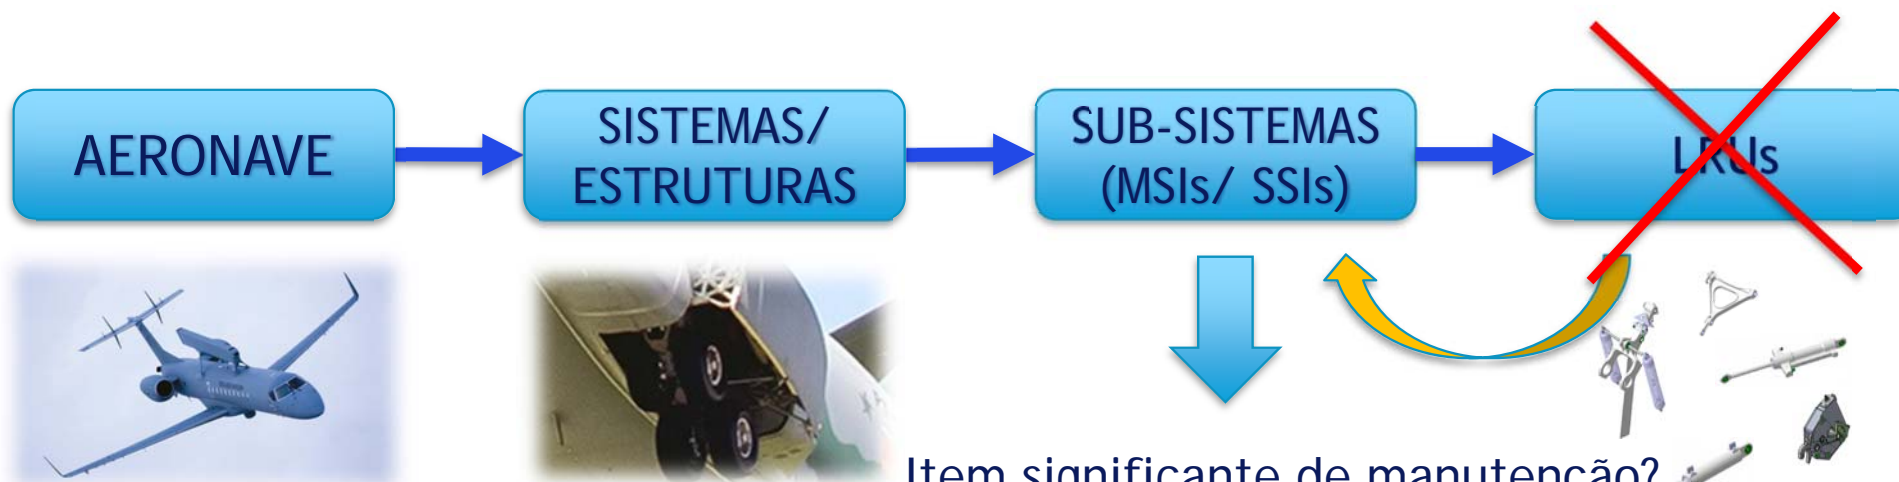 AERONAVE
SISTEMAS/
ESTRUTURAS
SUB-SISTEMAS
(MSIs/ SSIs)
LRUs
Item significante de manutenção?